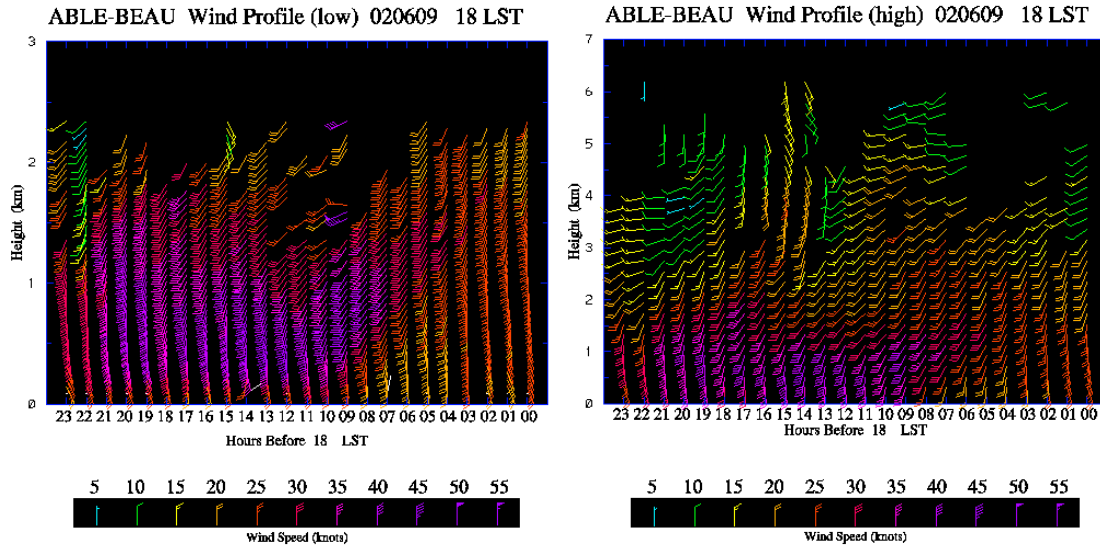 ABLE-BEAU Wind Profile (low) 020609 18 LST
3
2
1
0
Height (km)
23 22 21 20 19 18 17 16 15 14 13 12 11 10 09 08 07 06 05 04 03 02 01 00
Hours Before 18 LST
5 10 15 20 25 30 35 40 45 50 55
Wind Speed (knots)
ABLE-BEAU Wind Profile (high) 020609 18 LST
7
6
5
4
3
2
1
0
Height (km)
23 22 21 20 19 18 17 16 15 14 13 12 11 10 09 08 07 06 05 04 03 02 01 00
Hours Before 18 LST
5 10 15 20 25 30 35 40 45 50 55
Wind Speed (knots)